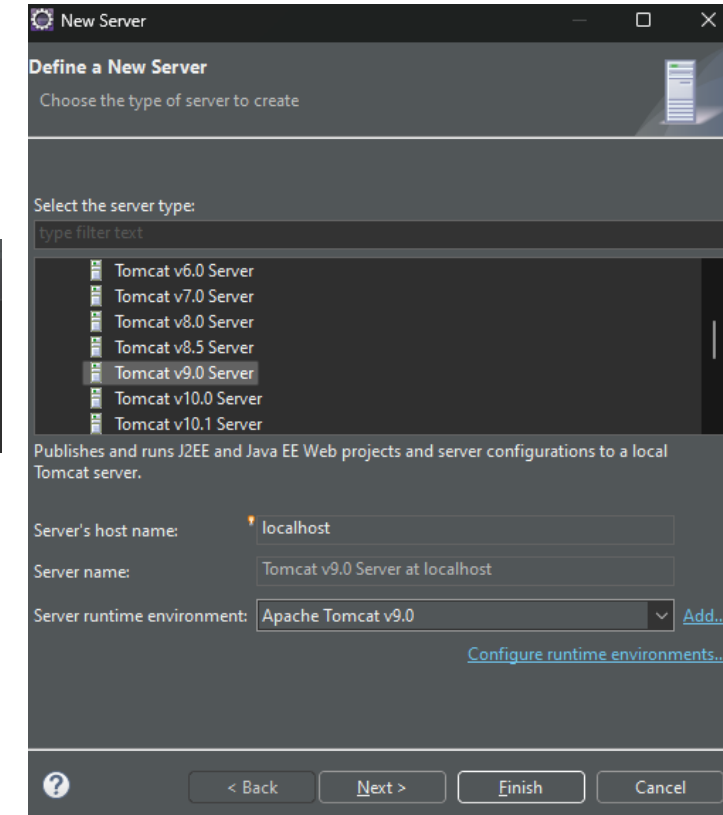 New Server
Define a New Server
Choose the type of server to create
Select the server type:
type filter text
Tomcat v6.0 Server
Tomcat v7.0 Server
Tomcat v8.0 Server
Tomcat v8.5 Server
Tomcat v9.0 Server
Tomcat v10.0 Server
Tomcat v10.1 Server
Publishes and runs J2EE and Java EE Web projects and server configurations to a local
Tomcat server.
Server's host name: localhost
Server name: Tomcat v9.0 Server at localhost
Server runtime environment: Apache Tomcat v9.0 Add..
Configure runtime environments..
? < Back Next > Finish Cancel